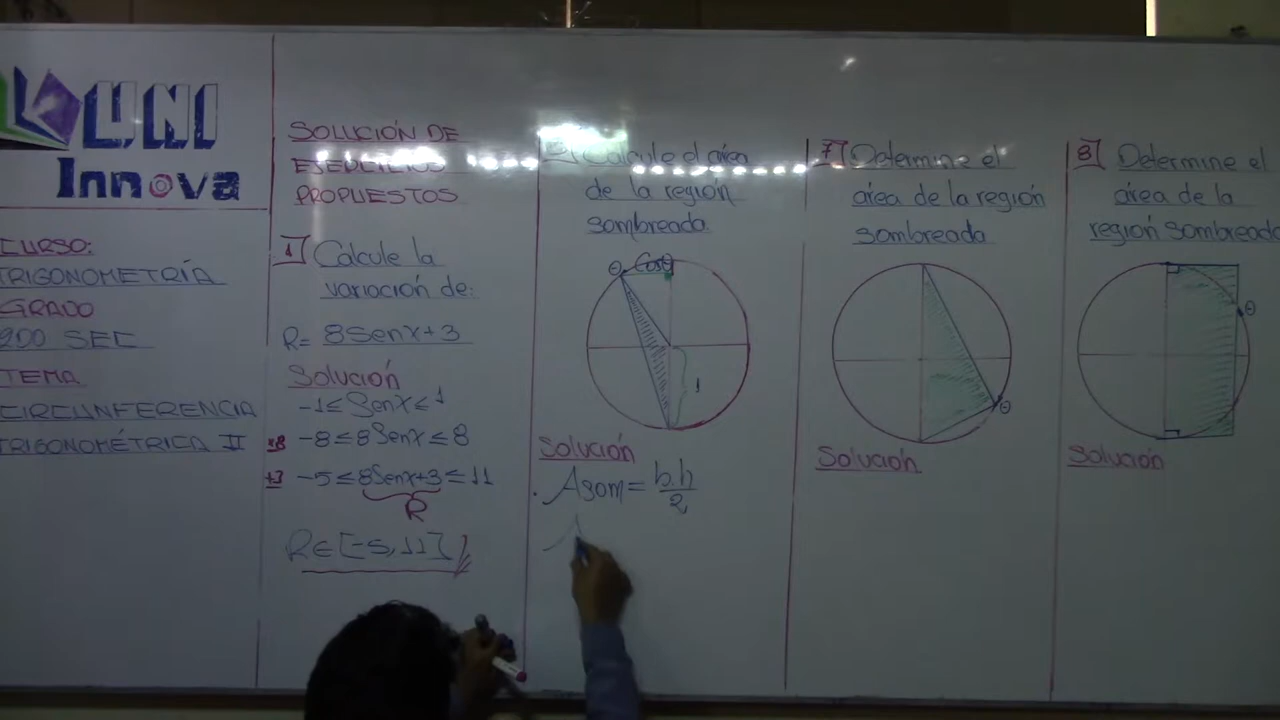 UNI
Innova
CURSO:
TRIGONOMETRÍA
GRADO
2DO SEC
TEMA
CIRCUNFERENCIA
TRIGONOMÉTRICA II
SOLUCIÓN DE
EJERCICIOS
PROPUESTOS
1] Calcule la
variación de:
R= 8Senx+3
Solución
-1≤Senx≤1
x8 -8≤8Senx≤8
+3 -5≤8Senx+3≤11
R
R∈[-5,11]
Calcule el área
de la región
sombreada.
θ Cosθ
1
Solución
. Asom= b.h
2
7] Determine el
área de la región
sombreada
θ
Solución
8] Determine el
área de la
región sombreada
θ
Solución